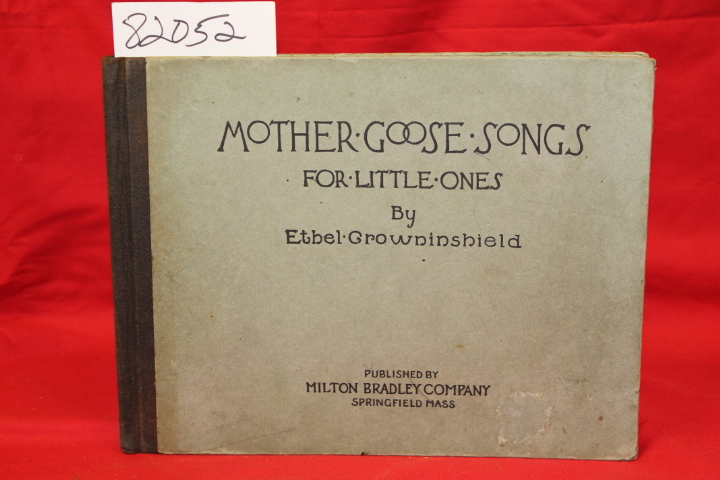 82052
MOTHER·GOOSE·SONGS
FOR·LITTLE·ONES
By
Ethel·Crowninshield
PUBLISHED BY
MILTON BRADLEY COMPANY
SPRINGFIELD MASS